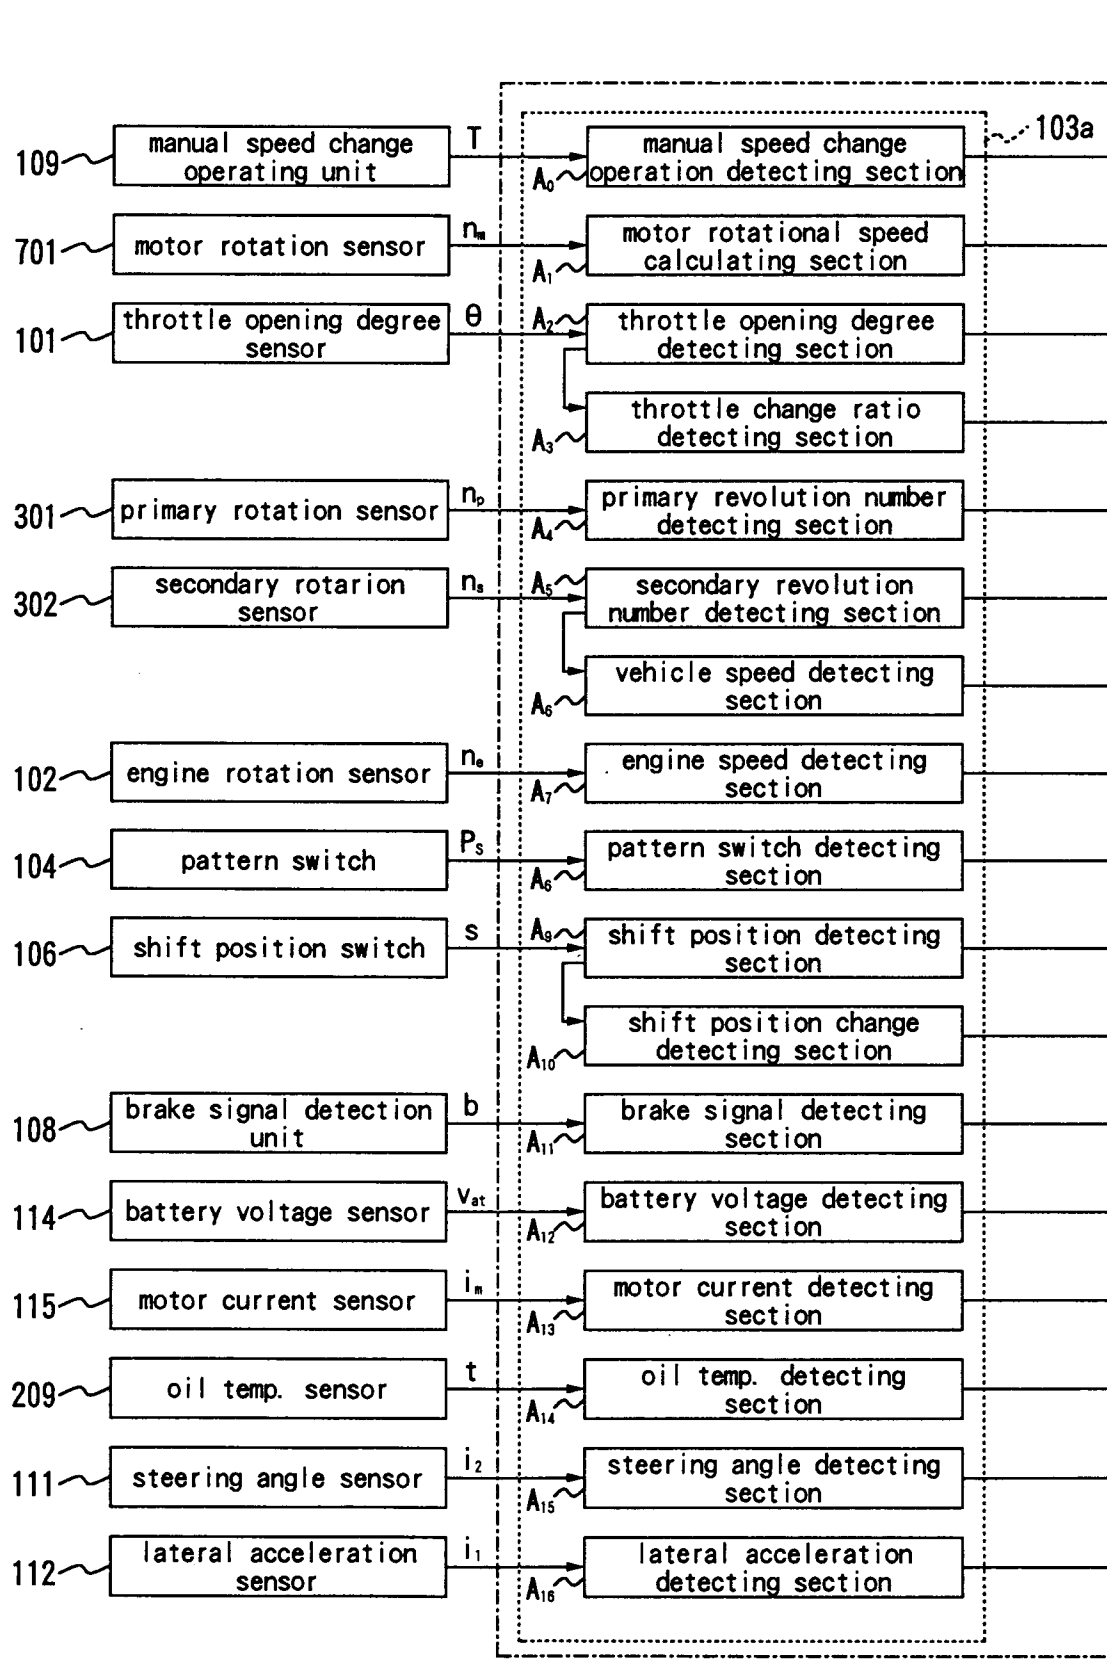 103a
109
manual speed change
operating unit
T
A0
manual speed change
operation detecting section
701
motor rotation sensor
nm
A1
motor rotational speed
calculating section
101
throttle opening degree
sensor
θ
A2
throttle opening degree
detecting section
A3
throttle change ratio
detecting section
301
primary rotation sensor
np
A4
primary revolution number
detecting section
302
secondary rotarion
sensor
ns
A5
secondary revolution
number detecting section
A6
vehicle speed detecting
section
102
engine rotation sensor
ne
A7
engine speed detecting
section
104
pattern switch
Ps
A6
pattern switch detecting
section
106
shift position switch
s
A9
shift position detecting
section
A10
shift position change
detecting section
108
brake signal detection
unit
b
A11
brake signal detecting
section
114
battery voltage sensor
Vat
A12
battery voltage detecting
section
115
motor current sensor
im
A13
motor current detecting
section
209
oil temp. sensor
t
A14
oil temp. detecting
section
111
steering angle sensor
i2
A15
steering angle detecting
section
112
lateral acceleration
sensor
i1
A16
lateral acceleration
detecting section